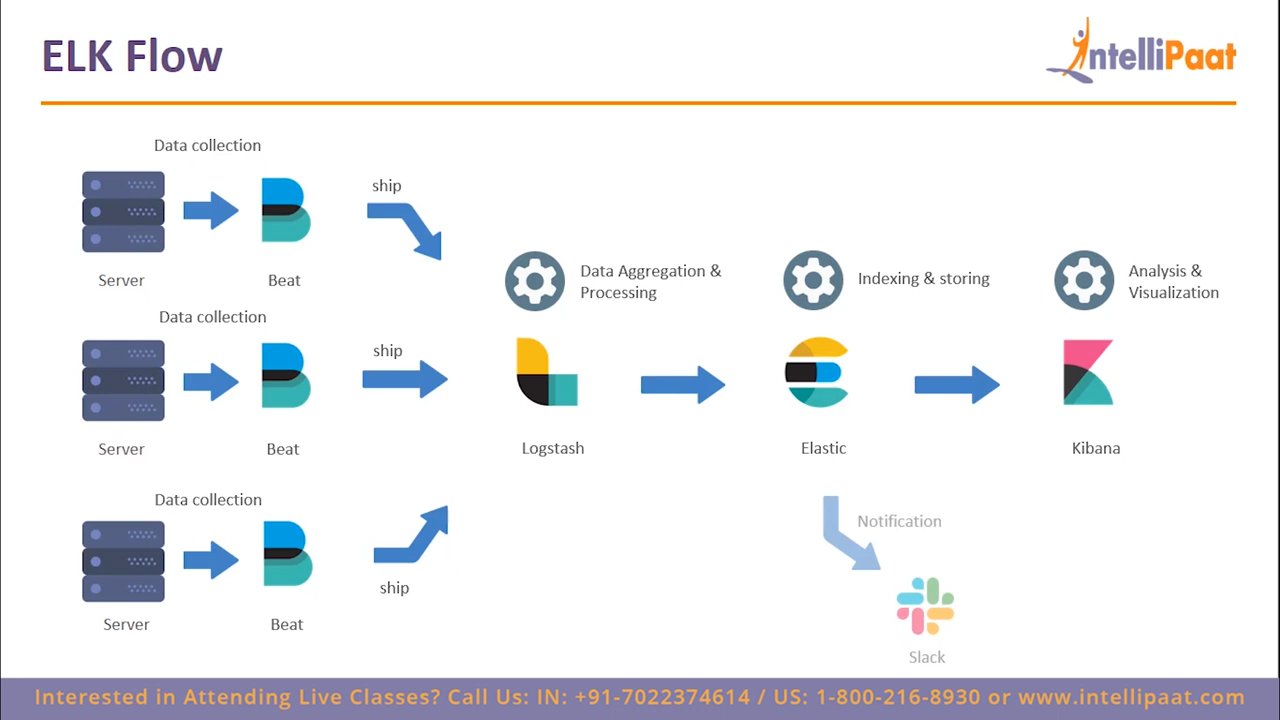 ELK Flow
IntelliPaat
Data collection
ship
Server
Beat
Data Aggregation &
Processing
Indexing & storing
Analysis &
Visualization
Data collection
ship
Server
Beat
Logstash
Elastic
Kibana
Data collection
ship
Server
Beat
Notification
Slack
Interested in Attending Live Classes? Call Us: IN: +91-7022374614 / US: 1-800-216-8930 or www.intellipaat.com